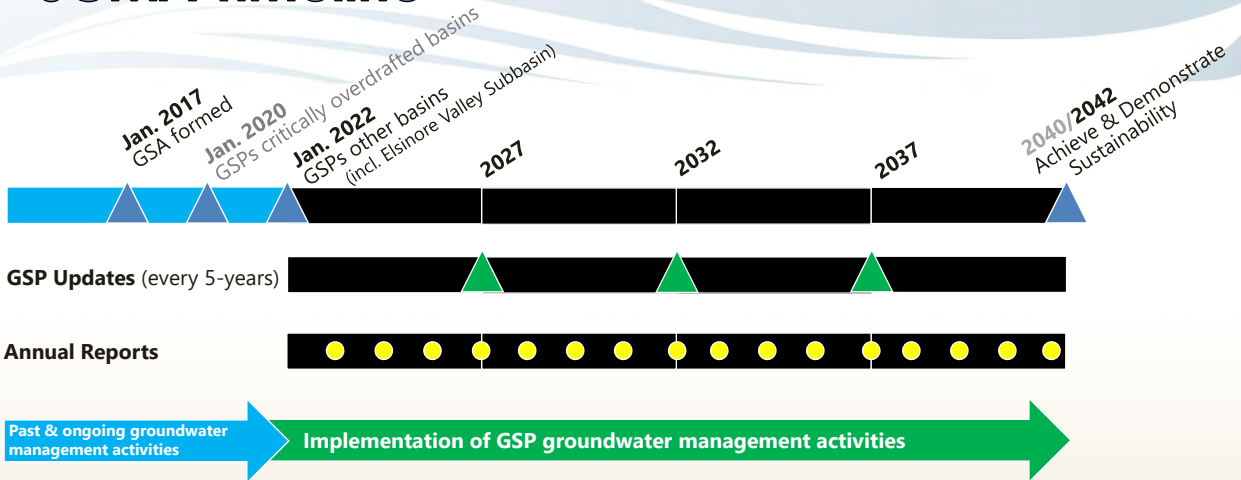 Jan. 2017
GSA formed
Jan. 2020
GSPs critically overdrafted basins
Jan. 2022
GSPs other basins
(incl. Elsinore Valley Subbasin)
2027
2032
2037
2040/2042
Achieve & Demonstrate
Sustainability
GSP Updates (every 5-years)
Annual Reports
Past & ongoing groundwater
management activities
Implementation of GSP groundwater management activities